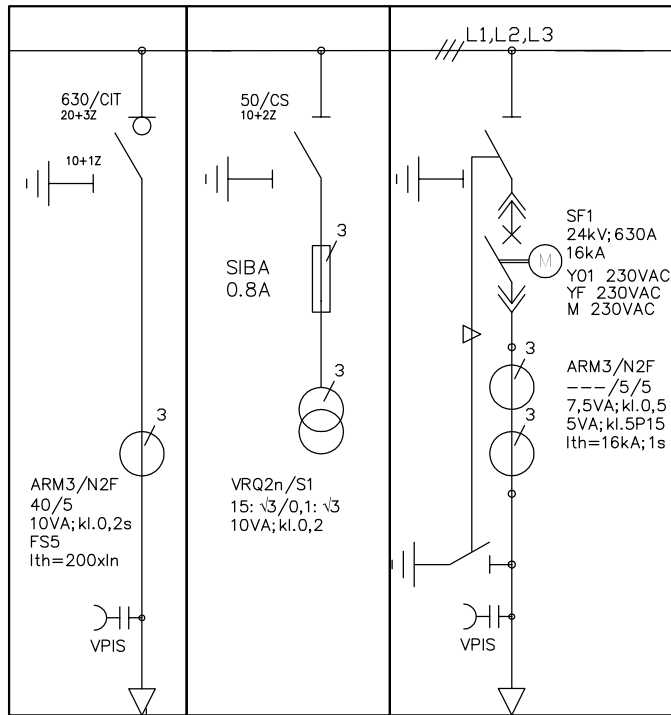 L1,L2,L3
630/CIT
20+3Z
10+1Z
3
ARM3/N2F
40/5
10VA;kl.0,2s
FS5
Ith=200xIn
VPIS
50/CS
10+2Z
3
SIBA
0.8A
3
VRQ2n/S1
15: √3/0,1: √3
10VA;kl.0,2
SF1
24kV;630A
16kA
M
Y01 230VAC
YF 230VAC
M 230VAC
3
ARM3/N2F
---/5/5
7,5VA;kl.0,5
5VA;kl.5P15
Ith=16kA;1s
3
VPIS